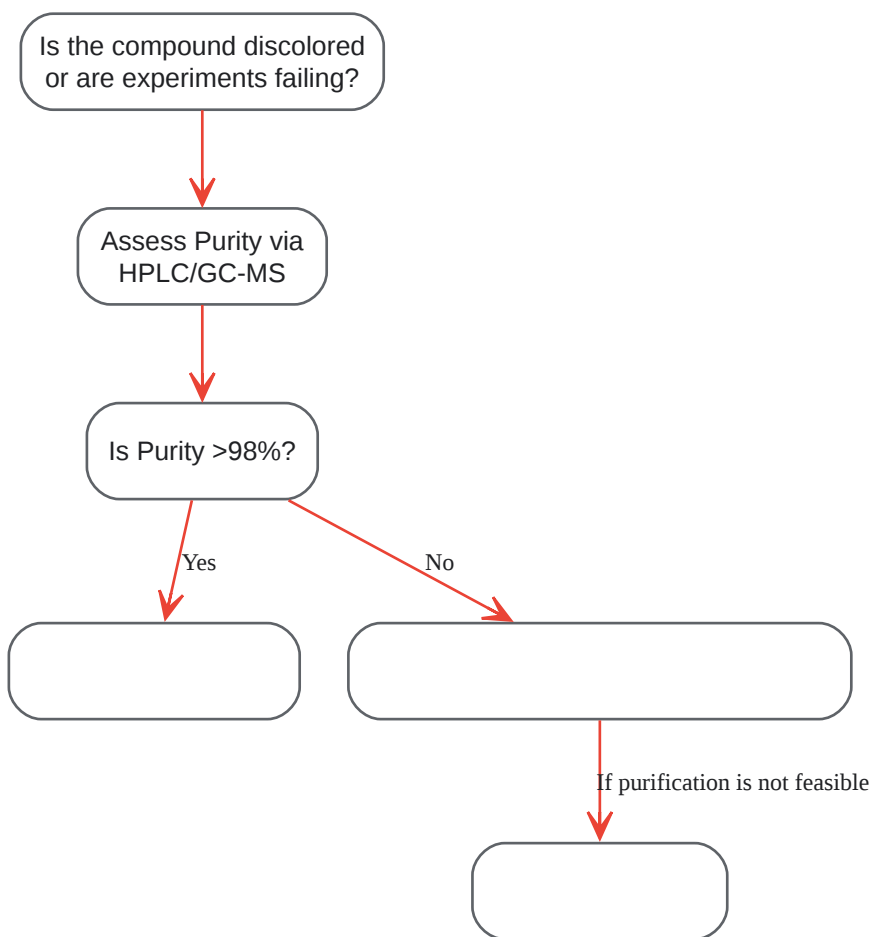 Is the compound discolored
or are experiments failing?
Assess Purity via
HPLC/GC-MS
Is Purity >98%?
Yes
No
If purification is not feasible